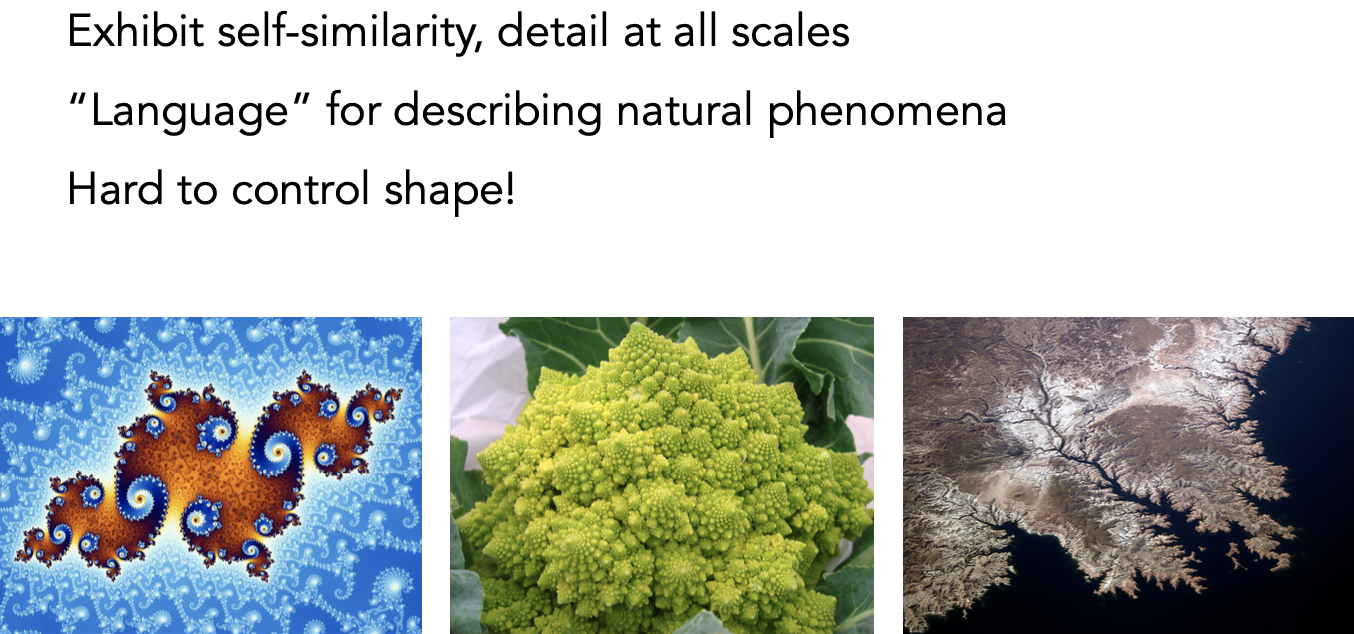 Exhibit self-similarity, detail at all scales
“Language” for describing natural phenomena
Hard to control shape!